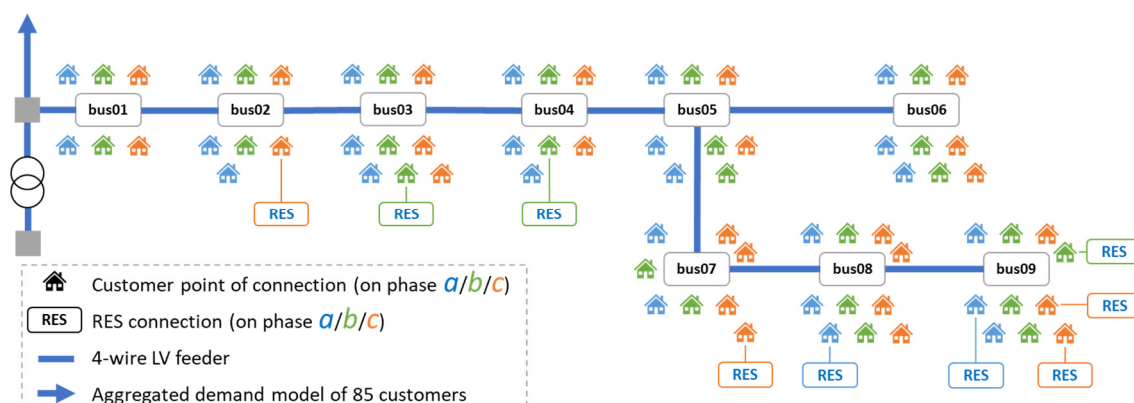 bus01 bus02 bus03 bus04 bus05 bus06
RES RES RES
bus07 bus08 bus09
RES
RES
RES RES RES RES
Customer point of connection (on phase a/b/c)
RES RES connection (on phase a/b/c)
4-wire LV feeder
Aggregated demand model of 85 customers